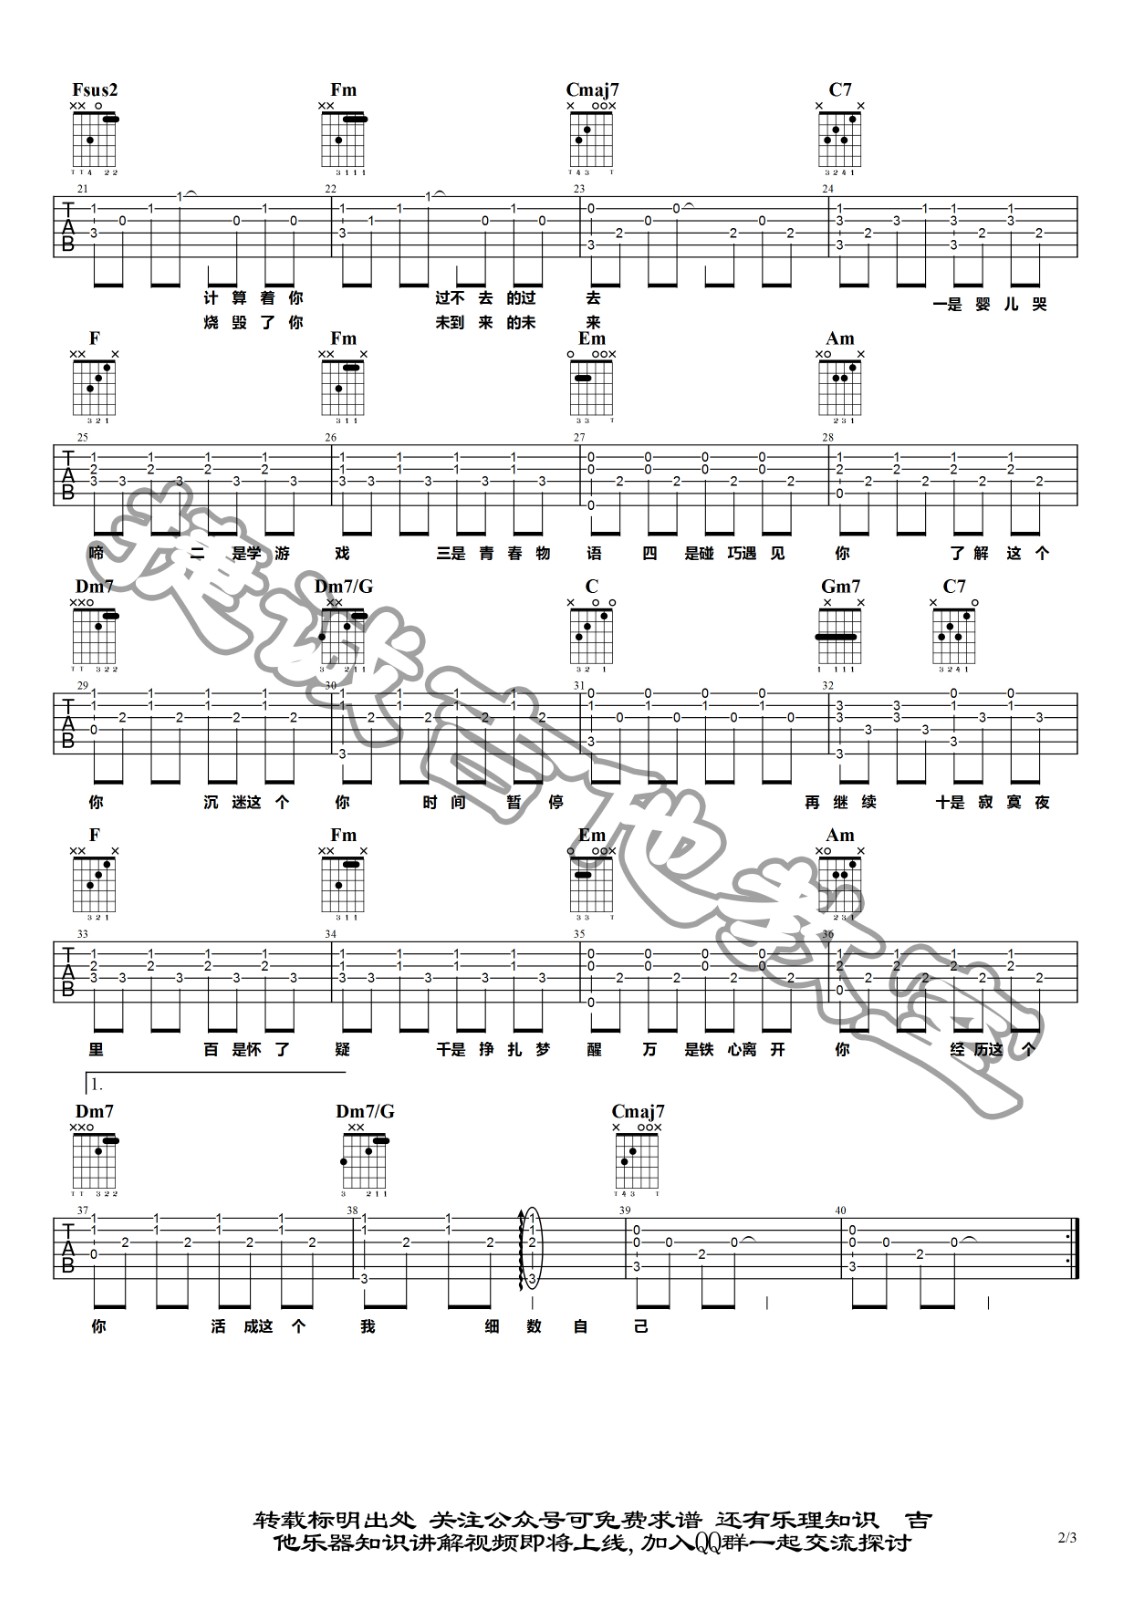 Fsus2 Fm Cmaj7 C7
21 22 23 24
计 算 着 你 过不 去 的过 去 一是 婴 儿 哭
烧 毁 了 你 未到 来 的未 来
F Fm Em Am
25 26 27 28
啼 二 是学 游 戏 三是 青 春 物 语 四 是碰 巧遇 见 你 了 解 这 个
Dm7 Dm7/G C Gm7 C7
29 30 31 32
你 沉 迷这 个 你 时 间 暂 停 再 继 续 十是 寂 寞 夜
F Fm Em Am
33 34 35 36
里 百 是怀 了 疑 千是 挣 扎 梦 醒 万 是铁 心离 开 你 经 历这 个
1.
Dm7 Dm7/G Cmaj7
37 38 39 40
你 活 成这 个 我 细 数 自 己
捷诚吉他教室
转载标明出处 关注公众号可免费求谱 还有乐理知识 吉
他乐器知识讲解视频即将上线,加入QQ群一起交流探讨
2/3